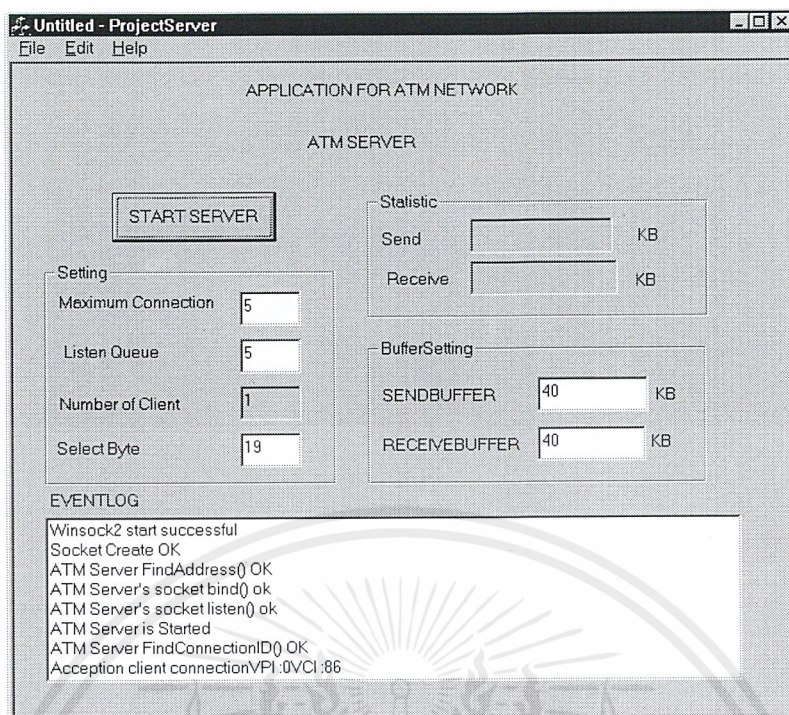 Untitled - ProjectServer
File Edit Help
APPLICATION FOR ATM NETWORK
ATM SERVER
START SERVER
Statistic
Send KB
Receive KB
Setting
Maximum Connection 5
Listen Queue 5
Number of Client 1
Select Byte 19
BufferSetting
SENDBUFFER 40 KB
RECEIVEBUFFER 40 KB
EVENTLOG
Winsock2 start successful
Socket Create OK
ATM Server FindAddress() OK
ATM Server's socket bind() ok
ATM Server's socket listen() ok
ATM Server is Started
ATM Server FindConnectionID() OK
Acception client connectionVPI :0VCI :86